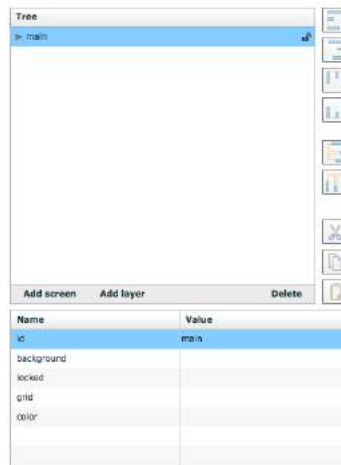 Tree
main
Add screen Add layer Delete
Name Value
id main
background
locked
grid
color